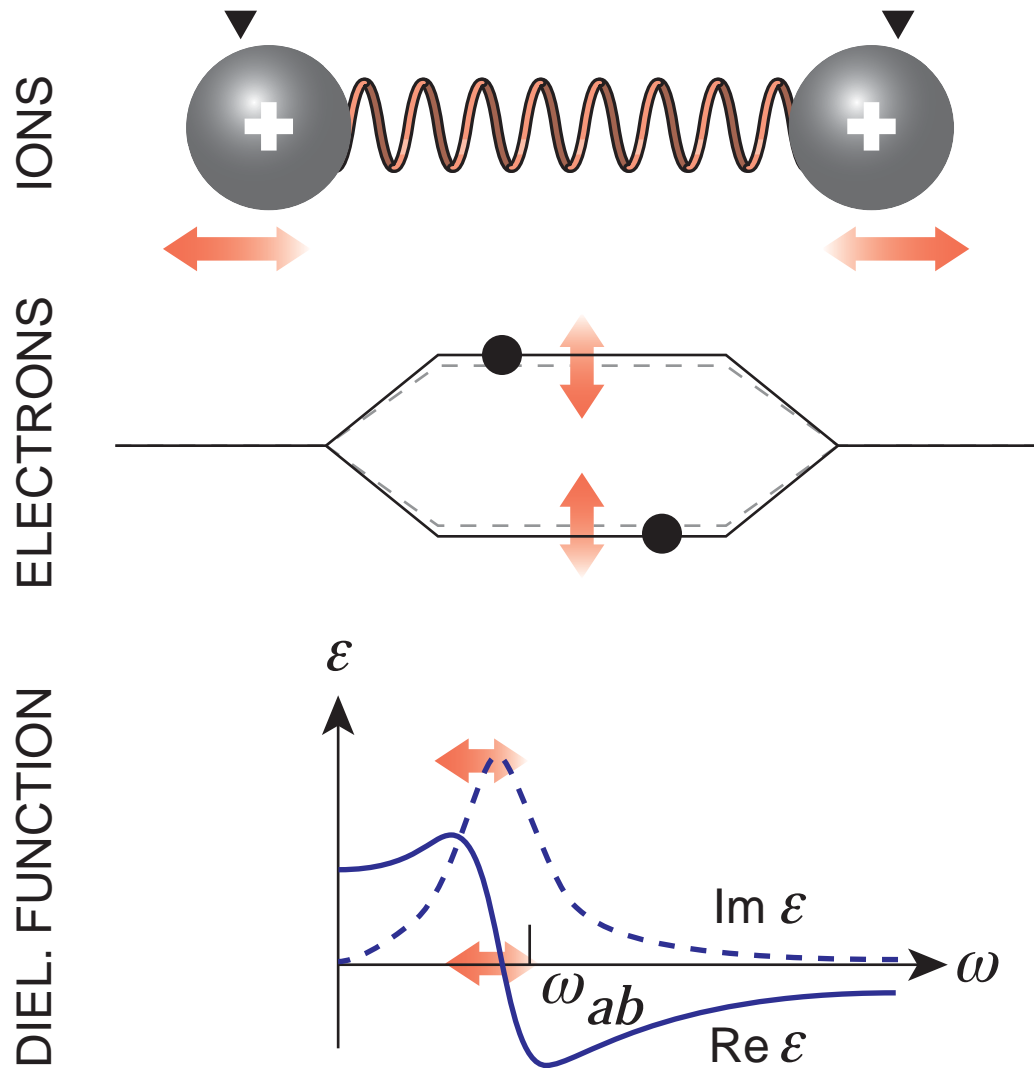 IONS
ELECTRONS
DIEL. FUNCTION
ε
Im ε
ω
ω_ab
Re ε